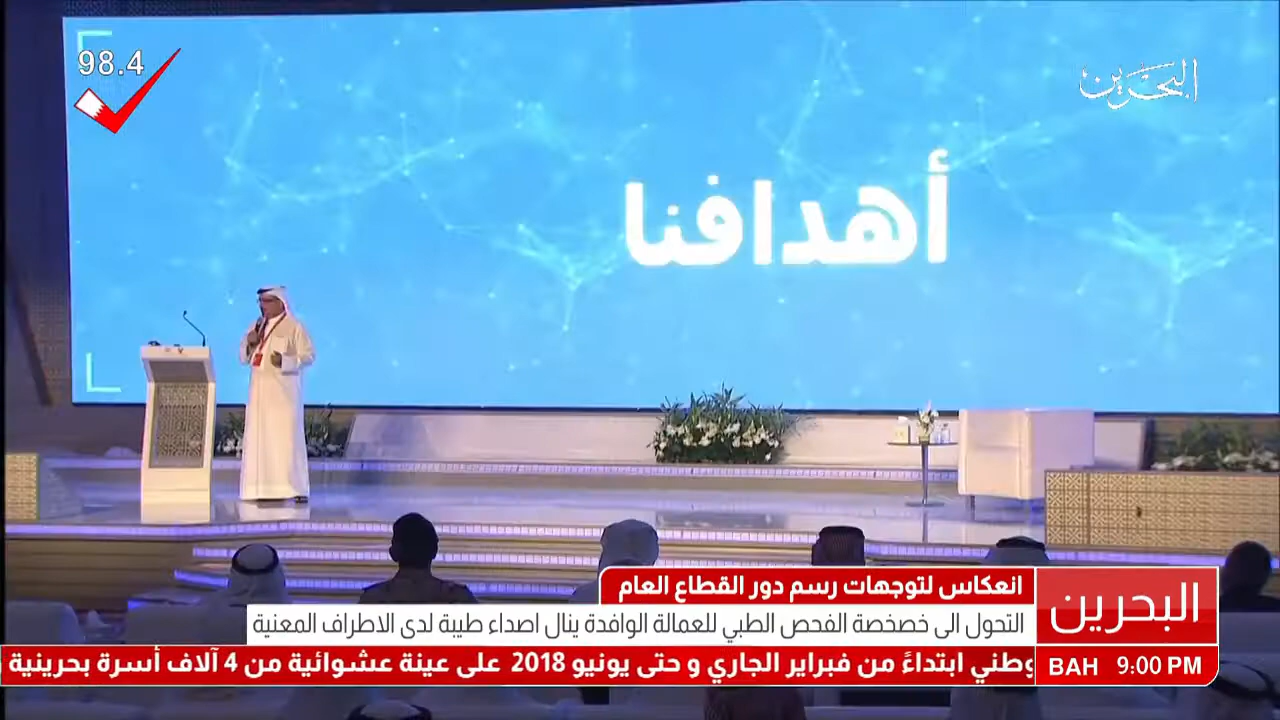 98.4
البحرين
أهدافنا
انعكاس لتوجهات رسم دور القطاع العام
البحرين
التحول الى خصخصة الفحص الطبي للعمالة الوافدة ينال اصداء طيبة لدى الاطراف المعنية
وطني ابتداءً من فبراير الجاري و حتى يونيو 2018 على عينة عشوائية من 4 آلاف أسرة بحرينية
BAH 9:00 PM